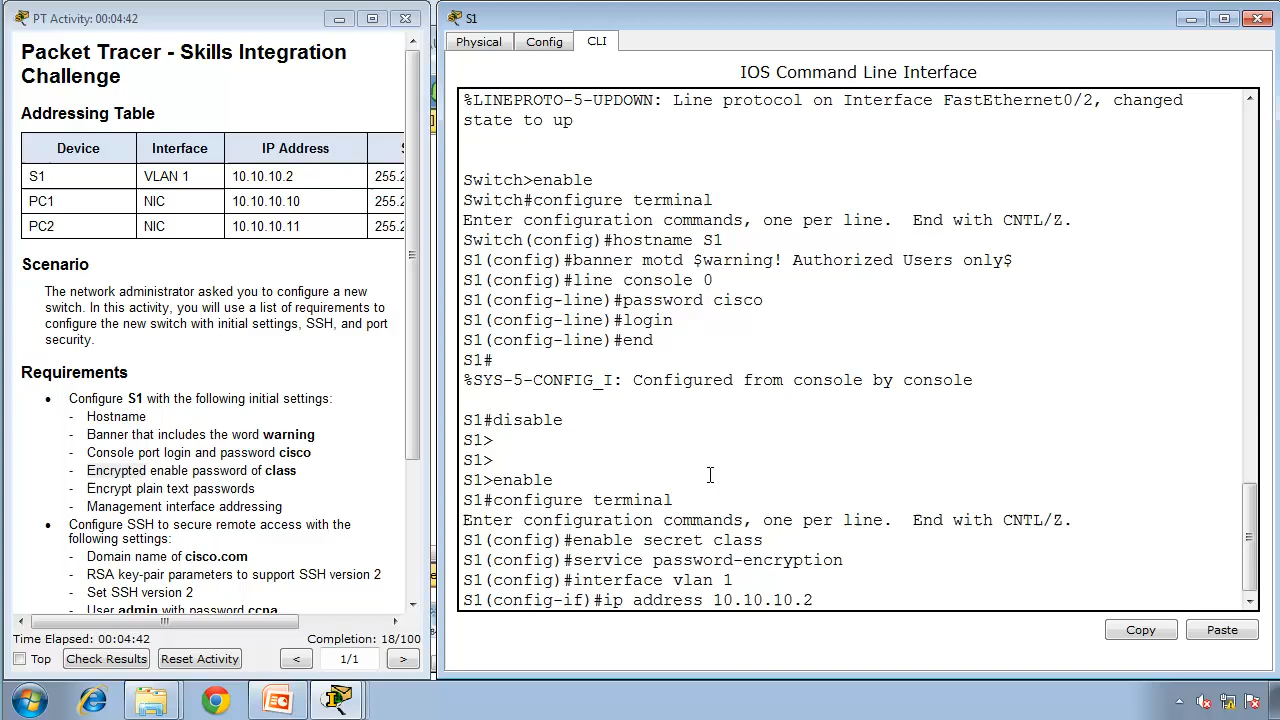 PT Activity: 00:04:42
Packet Tracer - Skills Integration
Challenge
Addressing Table
Device Interface IP Address
S1 VLAN 1 10.10.10.2 255.2
PC1 NIC 10.10.10.10 255.2
PC2 NIC 10.10.10.11 255.2
Scenario
The network administrator asked you to configure a new
switch. In this activity, you will use a list of requirements to
configure the new switch with initial settings, SSH, and port
security.
Requirements
• Configure S1 with the following initial settings:
- Hostname
- Banner that includes the word warning
- Console port login and password cisco
- Encrypted enable password of class
- Encrypt plain text passwords
- Management interface addressing
• Configure SSH to secure remote access with the
following settings:
- Domain name of cisco.com
- RSA key-pair parameters to support SSH version 2
- Set SSH version 2
- User admin with password ccna
Time Elapsed: 00:04:42 Completion: 18/100
Top Check Results Reset Activity < 1/1 >
S1
Physical Config CLI
IOS Command Line Interface
%LINEPROTO-5-UPDOWN: Line protocol on Interface FastEthernet0/2, changed
state to up
Switch>enable
Switch#configure terminal
Enter configuration commands, one per line.  End with CNTL/Z.
Switch(config)#hostname S1
S1(config)#banner motd $warning! Authorized Users only$
S1(config)#line console 0
S1(config-line)#password cisco
S1(config-line)#login
S1(config-line)#end
S1#
%SYS-5-CONFIG_I: Configured from console by console
S1#disable
S1>
S1>
S1>enable
S1#configure terminal
Enter configuration commands, one per line.  End with CNTL/Z.
S1(config)#enable secret class
S1(config)#service password-encryption
S1(config)#interface vlan 1
S1(config-if)#ip address 10.10.10.2
Copy Paste